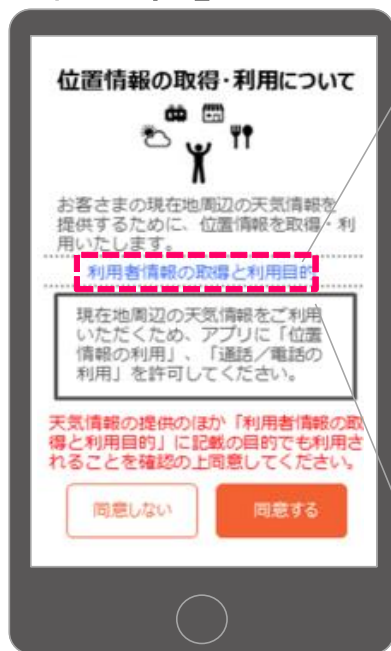 位置情報の取得・利用について
お客さまの現在地周辺の天気情報を
提供するために、位置情報を取得・利
用いたします。
利用者情報の取得と利用目的
現在地周辺の天気情報をご利用
いただくため、アプリに「位置
情報の利用」、「通話/電話の
利用」を許可してください。
天気情報の提供のほか「利用者情報の取
得と利用目的」に記載の目的でも利用さ
れることを確認の上同意してください。
同意しない
同意する